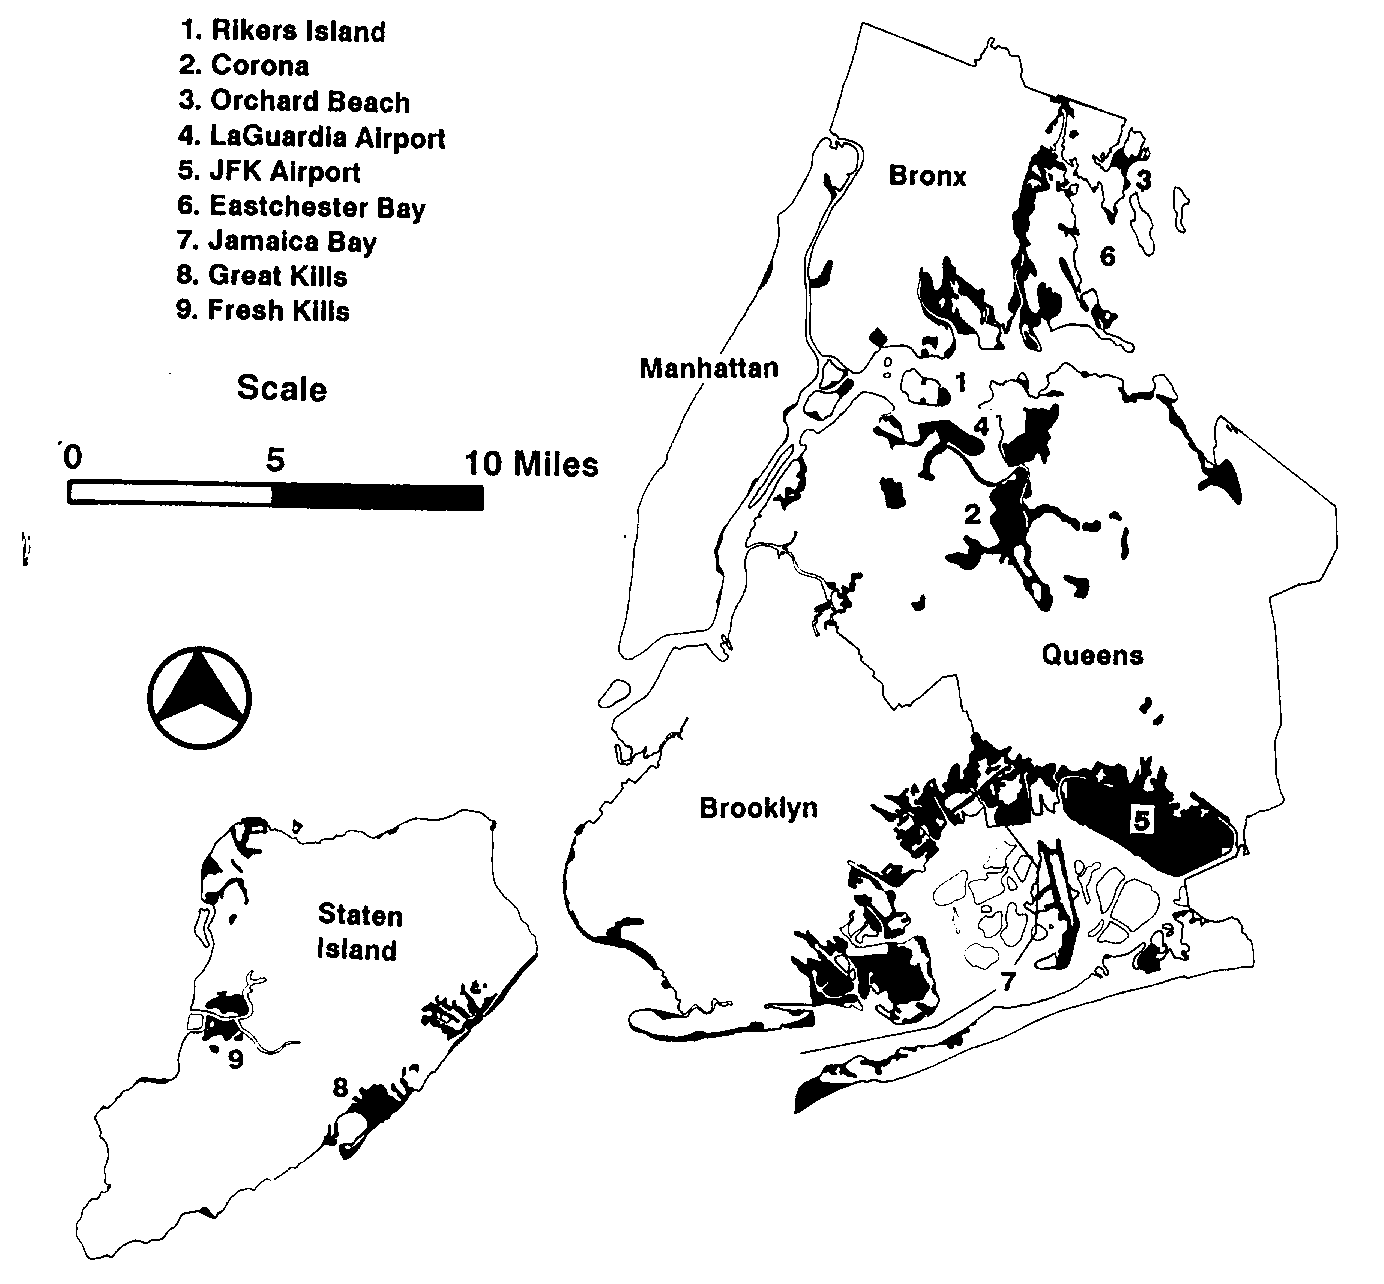 1. Rikers Island
2. Corona
3. Orchard Beach
4. LaGuardia Airport
5. JFK Airport
6. Eastchester Bay
7. Jamaica Bay
8. Great Kills
9. Fresh Kills
Scale
0 5 10 Miles
Bronx
3
6
Manhattan
1
4
2
Queens
Brooklyn
5
Staten
Island
7
9
8